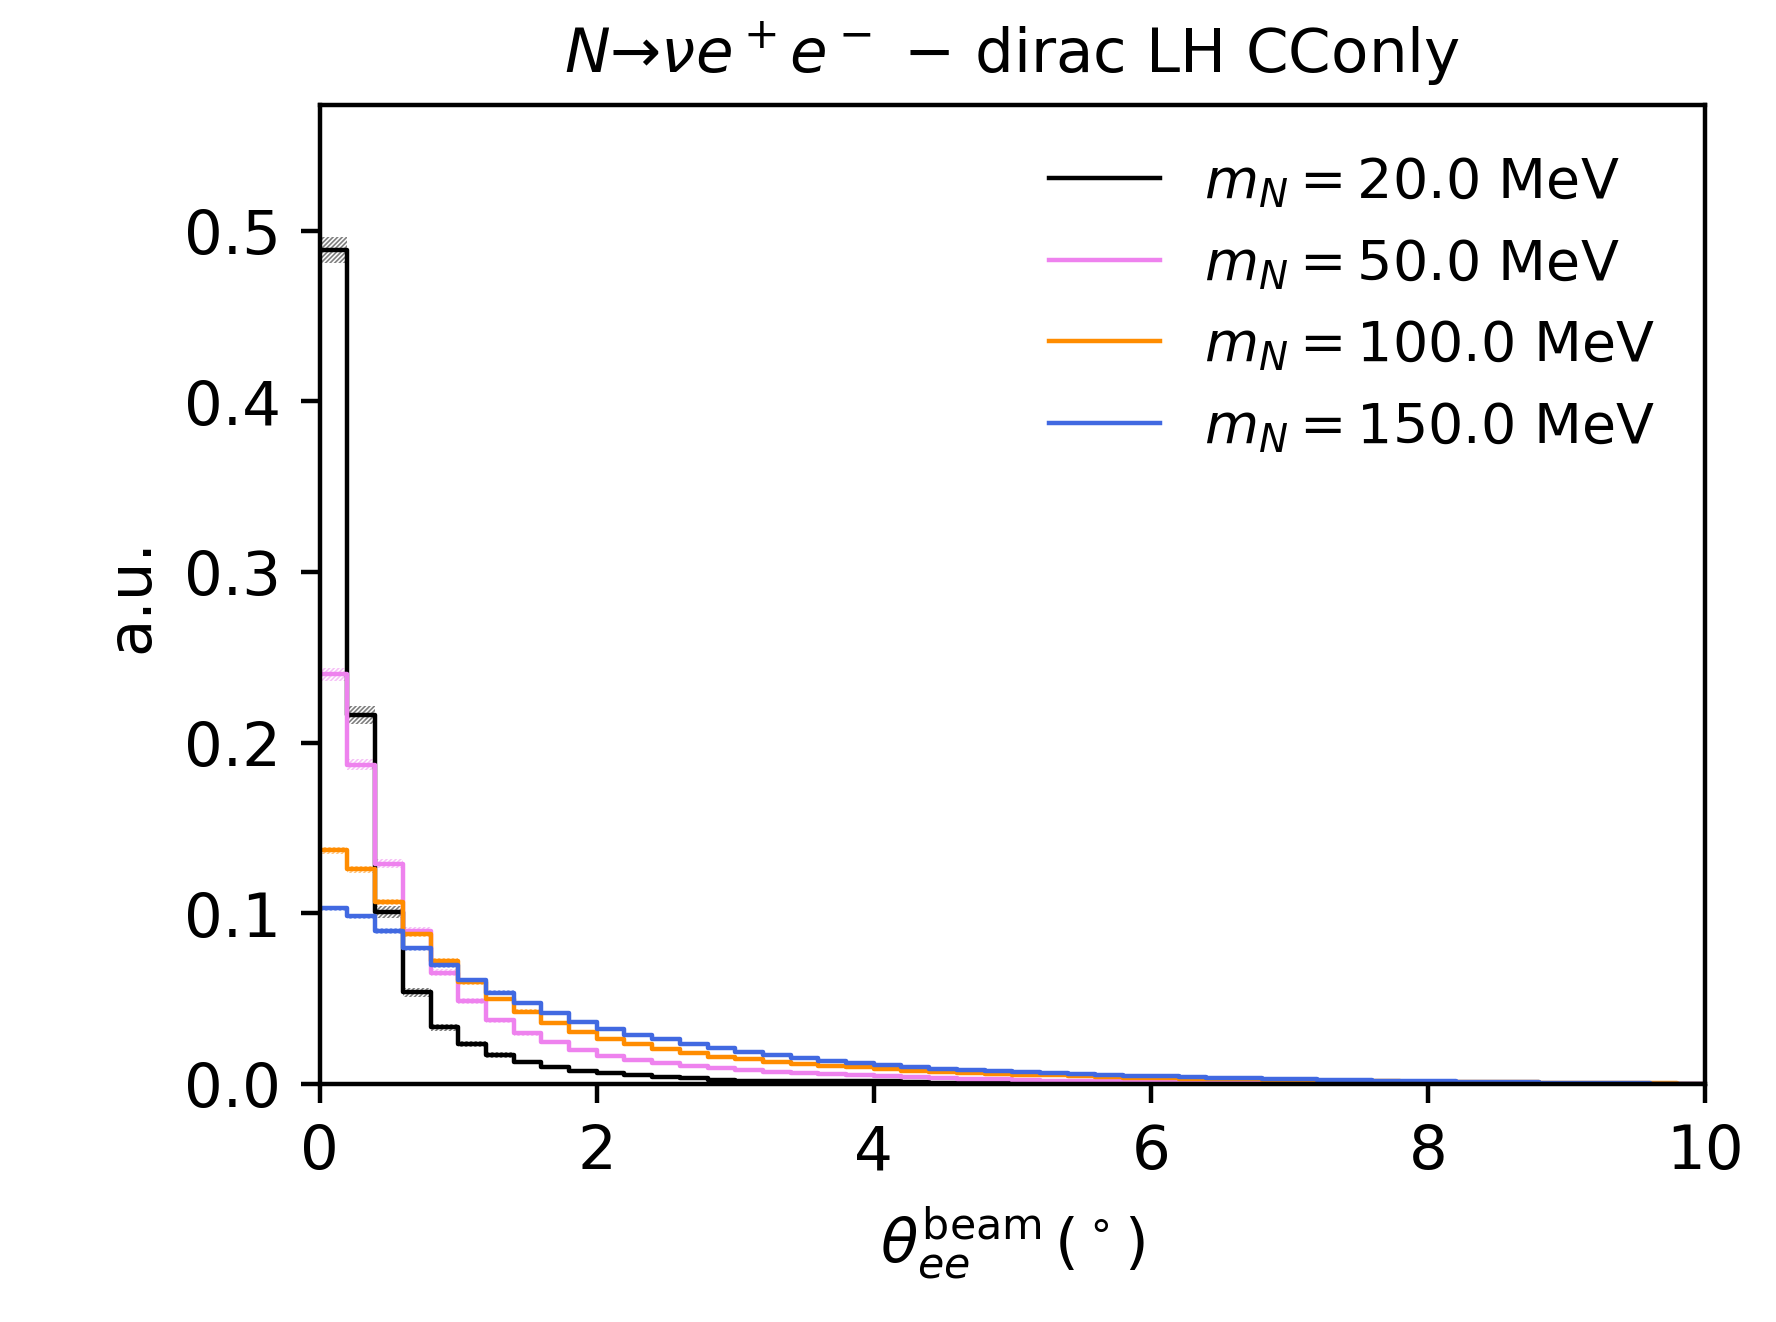 N→νe⁺e⁻ − dirac LH CConly
m_N = 20.0 MeV
m_N = 50.0 MeV
m_N = 100.0 MeV
m_N = 150.0 MeV
a.u.
0.5
0.4
0.3
0.2
0.1
0.0
0 2 4 6 8 10
θ_ee^beam (°)